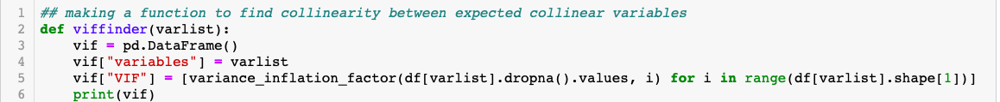 1 ## making a function to find collinearity between expected collinear variables
2 def viffinder(varlist):
3     vif = pd.DataFrame()
4     vif["variables"] = varlist
5     vif["VIF"] = [variance_inflation_factor(df[varlist].dropna().values, i) for i in range(df[varlist].shape[1])]
6     print(vif)